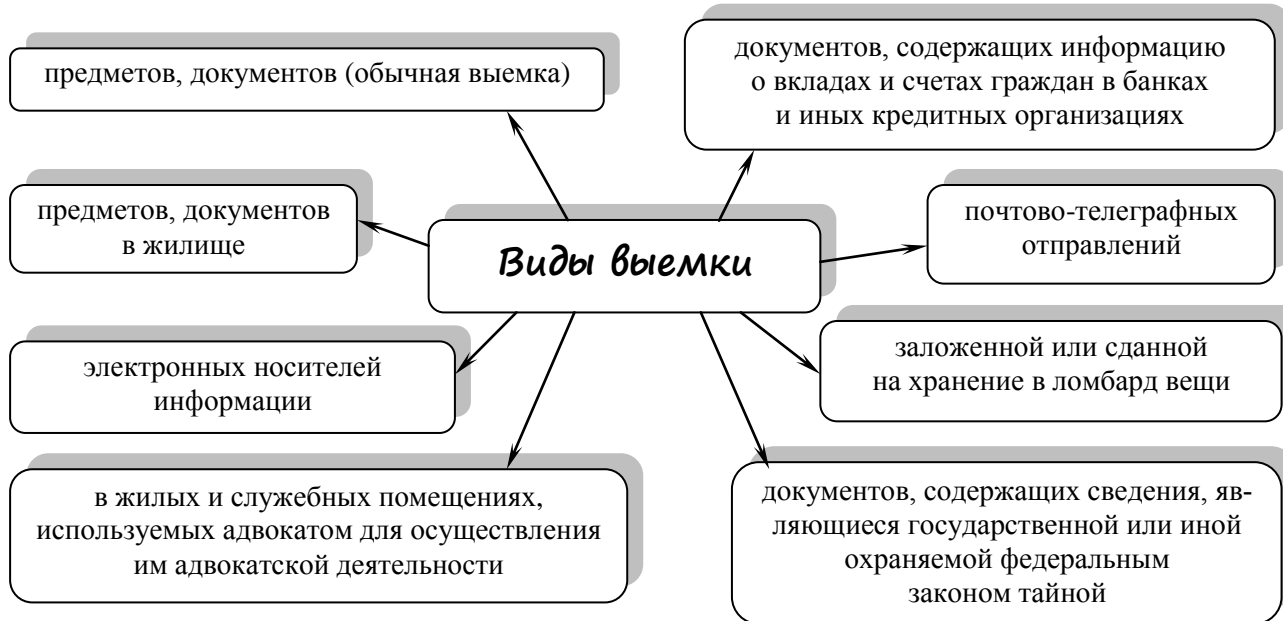 предметов, документов (обычная выемка)
документов, содержащих информацию
о вкладах и счетах граждан в банках
и иных кредитных организациях
предметов, документов
в жилище
Виды выемки
почтово-телеграфных
отправлений
электронных носителей
информации
заложенной или сданной
на хранение в ломбард вещи
в жилых и служебных помещениях,
используемых адвокатом для осуществления
им адвокатской деятельности
документов, содержащих сведения, яв-
ляющиеся государственной или иной
охраняемой федеральным
законом тайной